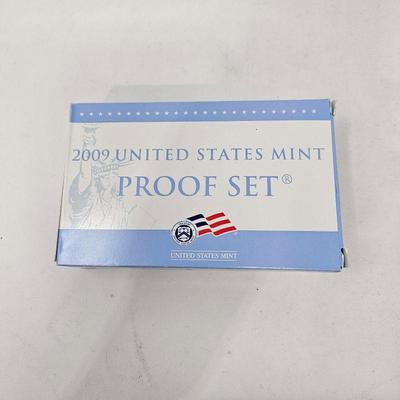 2009 UNITED STATES MINT
PROOF SET®
UNITED STATES MINT